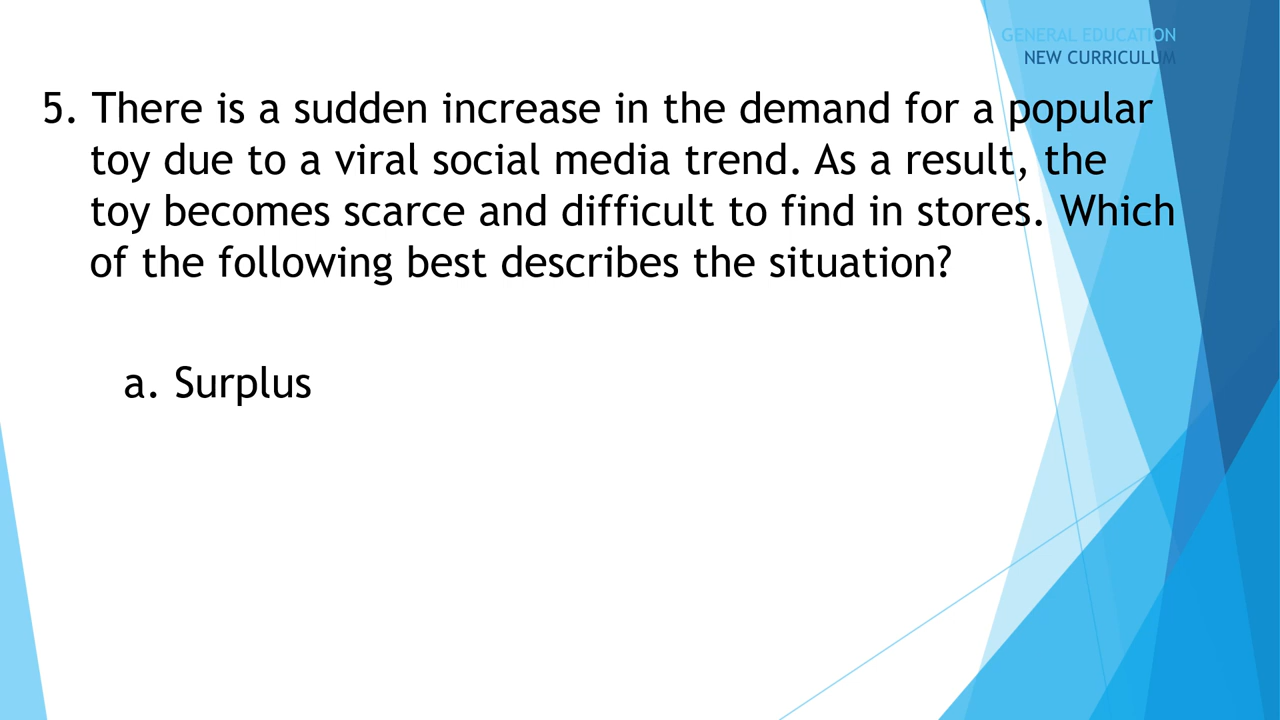 GENERAL EDUCATION
NEW CURRICULUM
5. There is a sudden increase in the demand for a popular
toy due to a viral social media trend. As a result, the
toy becomes scarce and difficult to find in stores. Which
of the following best describes the situation?
a. Surplus